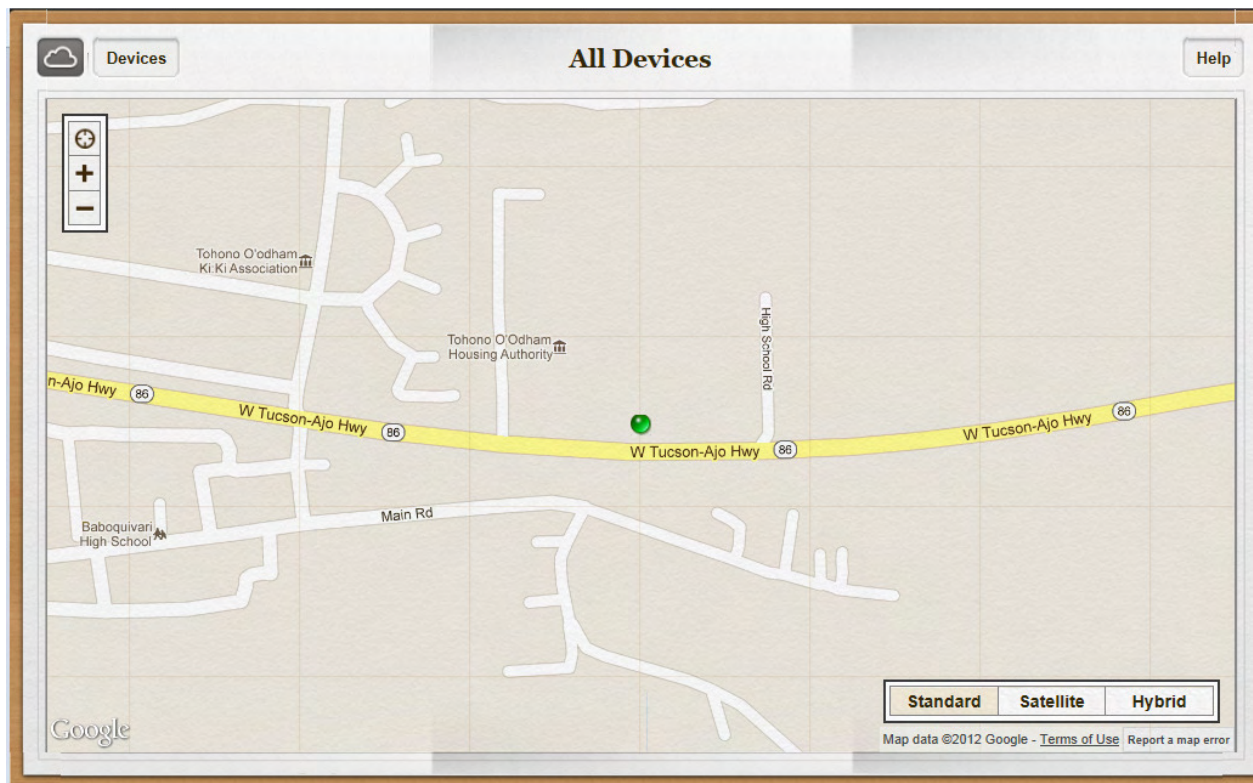 Devices
All Devices
Help
+
−
Tohono O'odham
Ki:Ki Association
Tohono O'Odham
Housing Authority
High School Rd
n-Ajo Hwy
86
W Tucson-Ajo Hwy
86
W Tucson-Ajo Hwy
86
W Tucson-Ajo Hwy
86
Main Rd
Baboquivari
High School
Standard
Satellite
Hybrid
Google
Map data ©2012 Google - Terms of Use
Report a map error